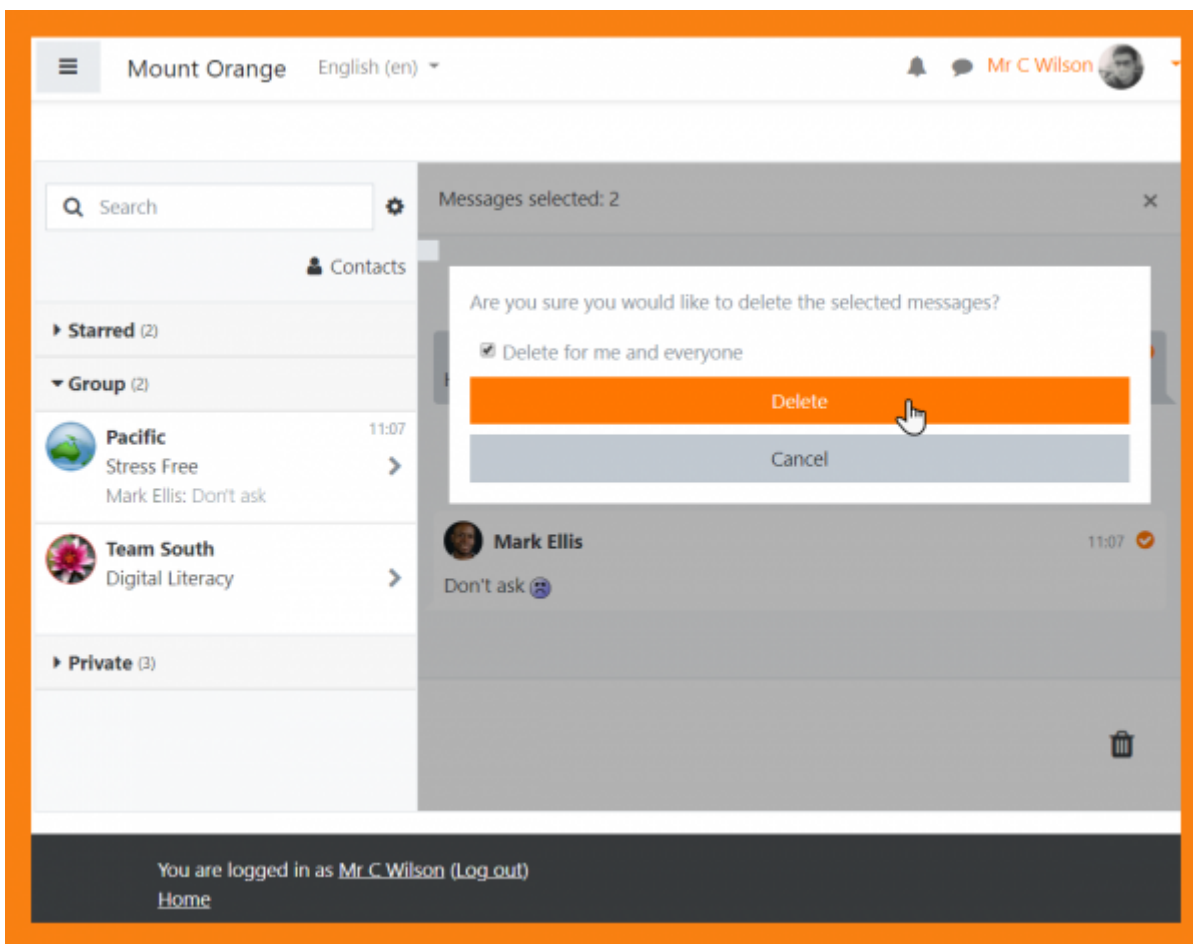 Mount Orange English (en)
Mr C Wilson
Search
Contacts
Starred (2)
Group (2)
Pacific 11:07
Stress Free
Mark Ellis: Don't ask
Team South
Digital Literacy
Private (3)
Messages selected: 2
Are you sure you would like to delete the selected messages?
Delete for me and everyone
Delete
Cancel
Mark Ellis 11:07
Don't ask
You are logged in as Mr C Wilson (Log out)
Home